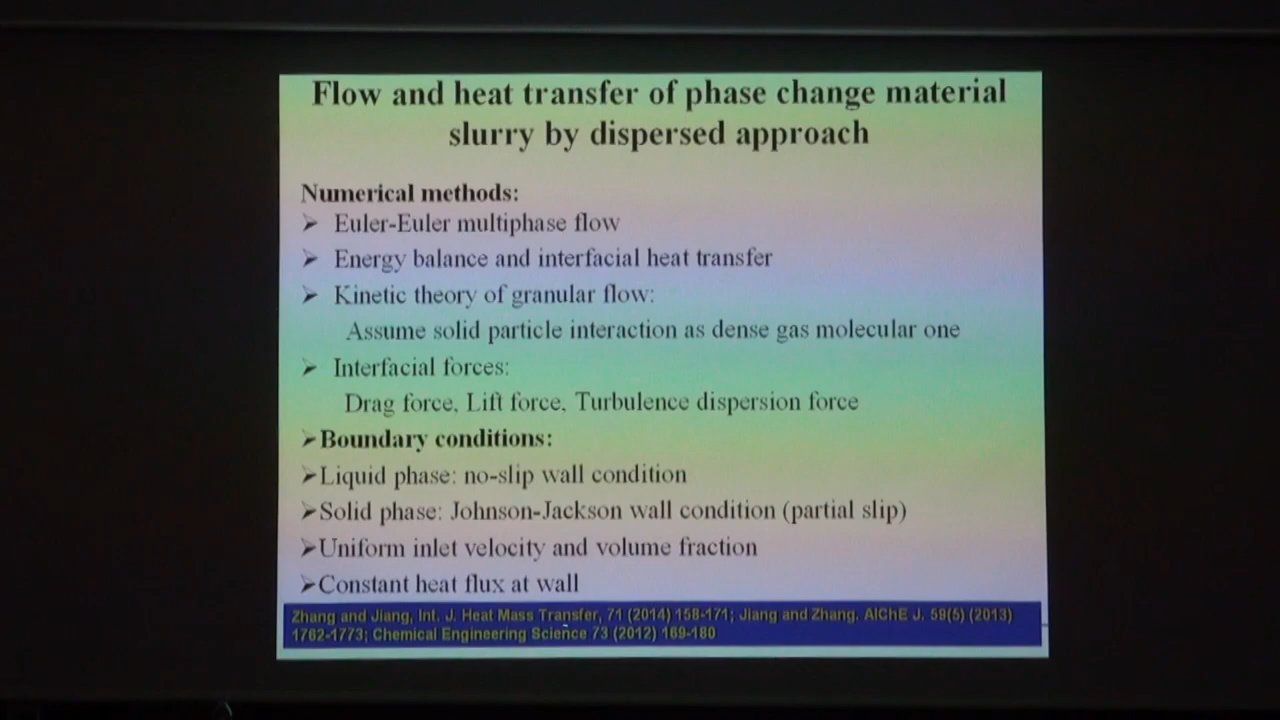 Flow and heat transfer of phase change material
slurry by dispersed approach
Numerical methods:
➢ Euler-Euler multiphase flow
➢ Energy balance and interfacial heat transfer
➢ Kinetic theory of granular flow:
Assume solid particle interaction as dense gas molecular one
➢ Interfacial forces:
Drag force, Lift force, Turbulence dispersion force
➢Boundary conditions:
➢Liquid phase: no-slip wall condition
➢Solid phase: Johnson-Jackson wall condition (partial slip)
➢Uniform inlet velocity and volume fraction
➢Constant heat flux at wall
Zhang and Jiang, Int. J. Heat Mass Transfer, 71 (2014) 158-171; Jiang and Zhang. AIChE J. 59(5) (2013)
1762-1773; Chemical Engineering Science 73 (2012) 169-180